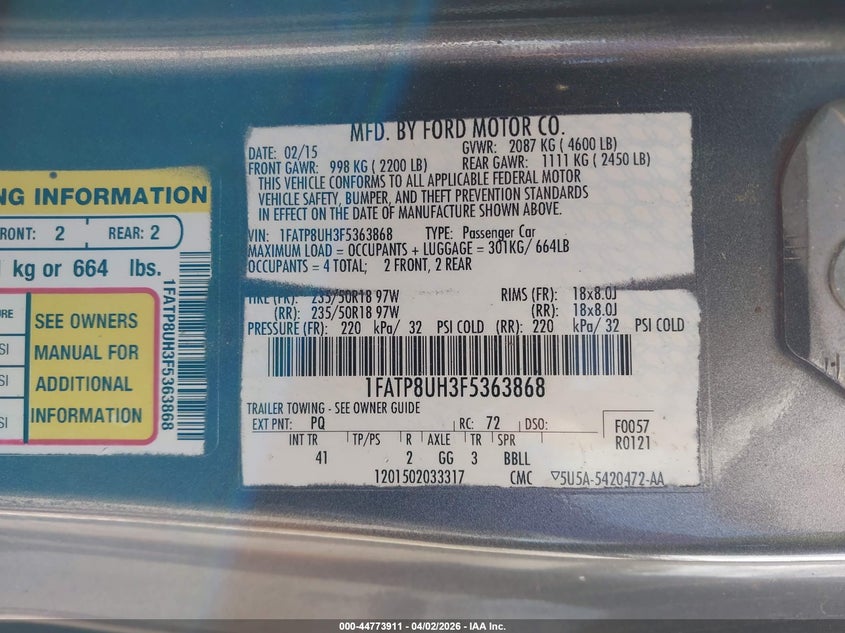 MFD. BY FORD MOTOR CO.
DATE: 02/15 GVWR: 2087 KG ( 4600 LB)
FRONT GAWR: 998 KG ( 2200 LB) REAR GAWR: 1111 KG ( 2450 LB)
THIS VEHICLE CONFORMS TO ALL APPLICABLE FEDERAL MOTOR
VEHICLE SAFETY, BUMPER, AND THEFT PREVENTION STANDARDS
IN EFFECT ON THE DATE OF MANUFACTURE SHOWN ABOVE.
VIN: 1FATP8UH3F5363868 TYPE: Passenger Car
MAXIMUM LOAD = OCCUPANTS + LUGGAGE = 301KG/ 664LB
OCCUPANTS = 4 TOTAL; 2 FRONT, 2 REAR
TIRE (FR): 235/50R18 97W RIMS (FR): 18x8.0J
(RR): 235/50R18 97W (RR): 18x8.0J
PRESSURE (FR): 220 kPa/ 32 PSI COLD (RR): 220 kPa/ 32 PSI COLD
1FATP8UH3F5363868
TRAILER TOWING - SEE OWNER GUIDE
EXT PNT: PQ RC: 72 DSO: F0057
R0121
INT TR TP/PS R AXLE TR SPR
41 2 GG 3 BBLL
1201502033317 CMC ▽5U5A-5420472-AA
NG INFORMATION
FRONT: 2 REAR: 2
kg or 664 lbs.
SEE OWNERS
MANUAL FOR
ADDITIONAL
INFORMATION
1FATP8UH3F5363868
000-44773911 - 04/02/2026 - IAA Inc.